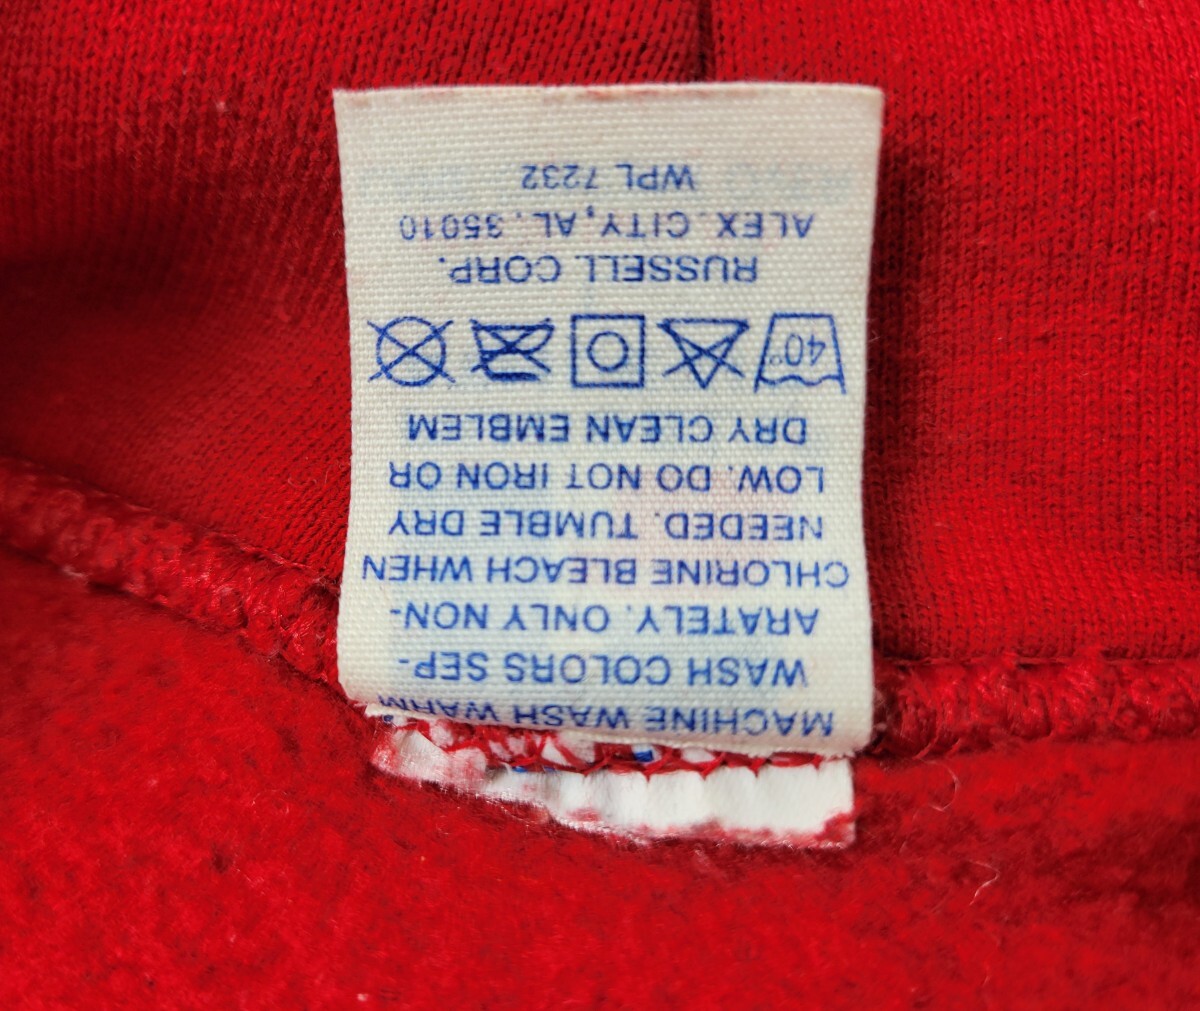 MACHINE WASH WARM
WASH COLORS SEP-
ARATELY. ONLY NON-
CHLORINE BLEACH WHEN
NEEDED. TUMBLE DRY
LOW. DO NOT IRON OR
DRY CLEAN EMBLEM
40°
RUSSELL CORP.
ALEX. CITY, AL. 35010
WPL 7232